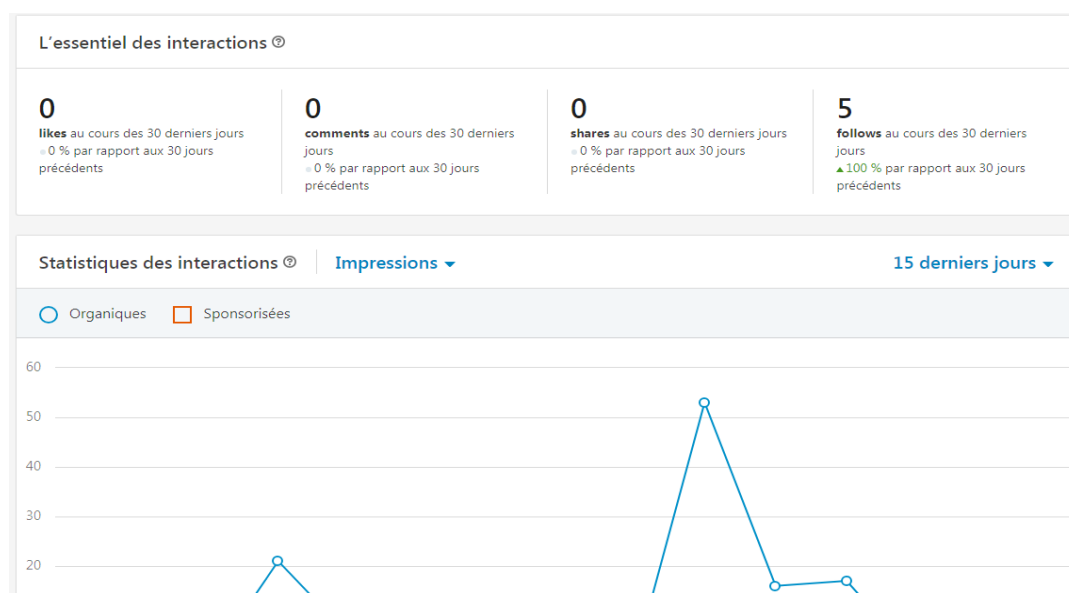 L'essentiel des interactions
0
likes au cours des 30 derniers jours
0 % par rapport aux 30 jours
précédents
0
comments au cours des 30 derniers
jours
0 % par rapport aux 30 jours
précédents
0
shares au cours des 30 derniers jours
0 % par rapport aux 30 jours
précédents
5
follows au cours des 30 derniers
jours
100 % par rapport aux 30 jours
précédents
Statistiques des interactions
Impressions
15 derniers jours
Organiques
Sponsorisées
60
50
40
30
20